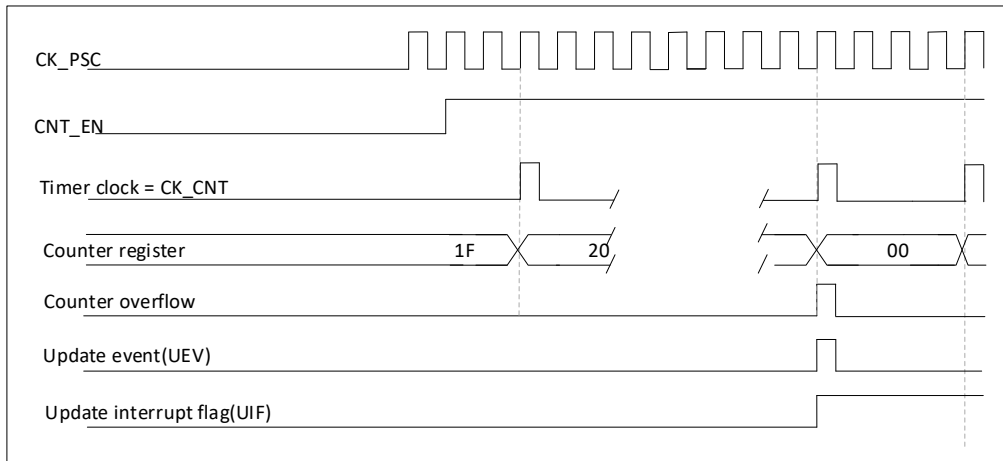 CK_PSC
CNT_EN
Timer clock = CK_CNT
Counter register 1F 20 00
Counter overflow
Update event(UEV)
Update interrupt flag(UIF)